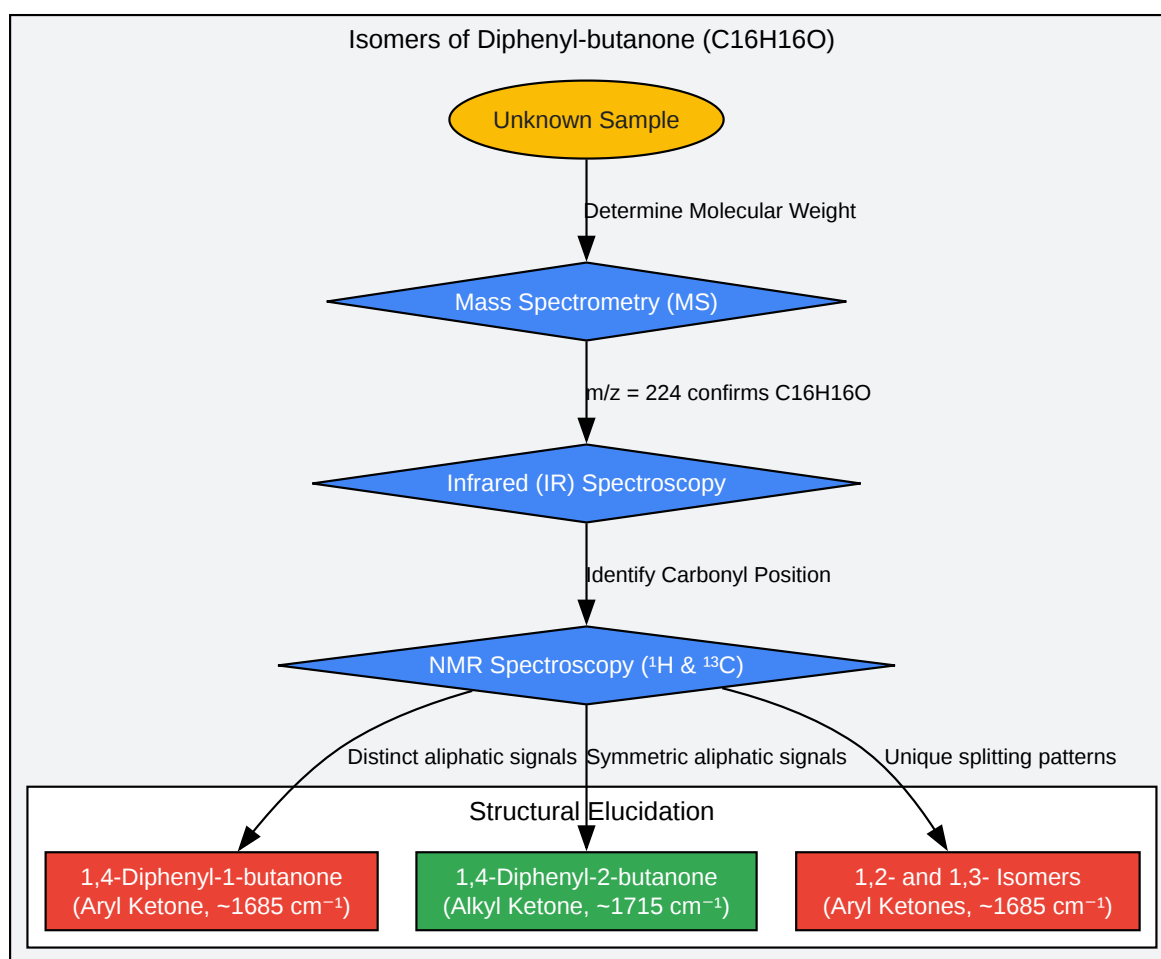 Isomers of Diphenyl-butanone (C16H16O)
Unknown Sample
Determine Molecular Weight
Mass Spectrometry (MS)
m/z = 224 confirms C16H16O
Infrared (IR) Spectroscopy
Identify Carbonyl Position
NMR Spectroscopy (¹H & ¹³C)
Distinct aliphatic signals
Symmetric aliphatic signals
Unique splitting patterns
Structural Elucidation
1,4-Diphenyl-1-butanone
(Aryl Ketone, ~1685 cm⁻¹)
1,4-Diphenyl-2-butanone
(Alkyl Ketone, ~1715 cm⁻¹)
1,2- and 1,3- Isomers
(Aryl Ketones, ~1685 cm⁻¹)